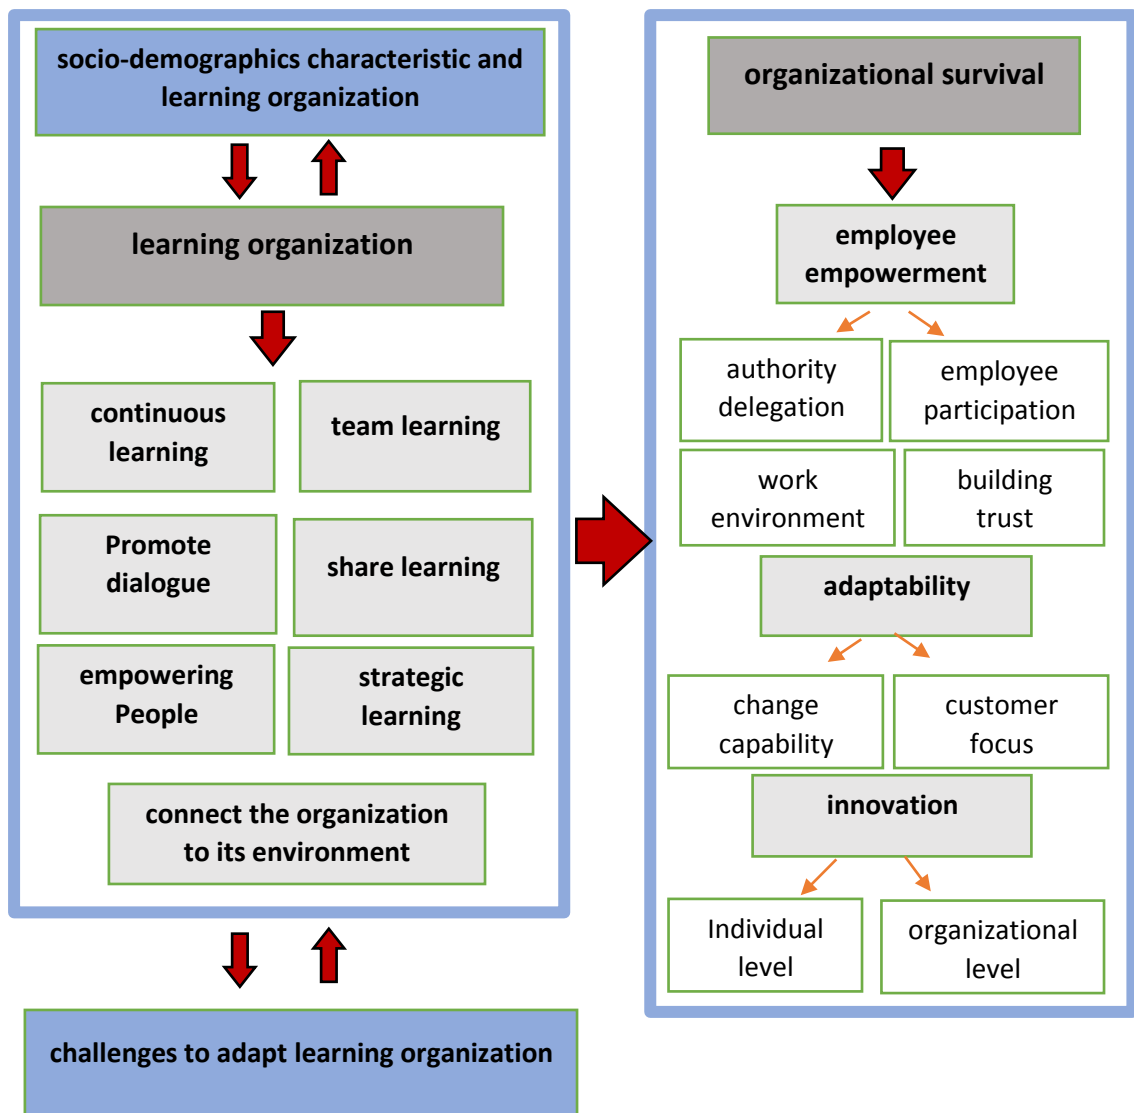 socio-demographics characteristic and
learning organization
learning organization
continuous
learning
team learning
Promote
dialogue
share learning
empowering
People
strategic
learning
connect the organization
to its environment
challenges to adapt learning organization
organizational survival
employee
empowerment
authority
delegation
employee
participation
work
environment
building
trust
adaptability
change
capability
customer
focus
innovation
Individual
level
organizational
level